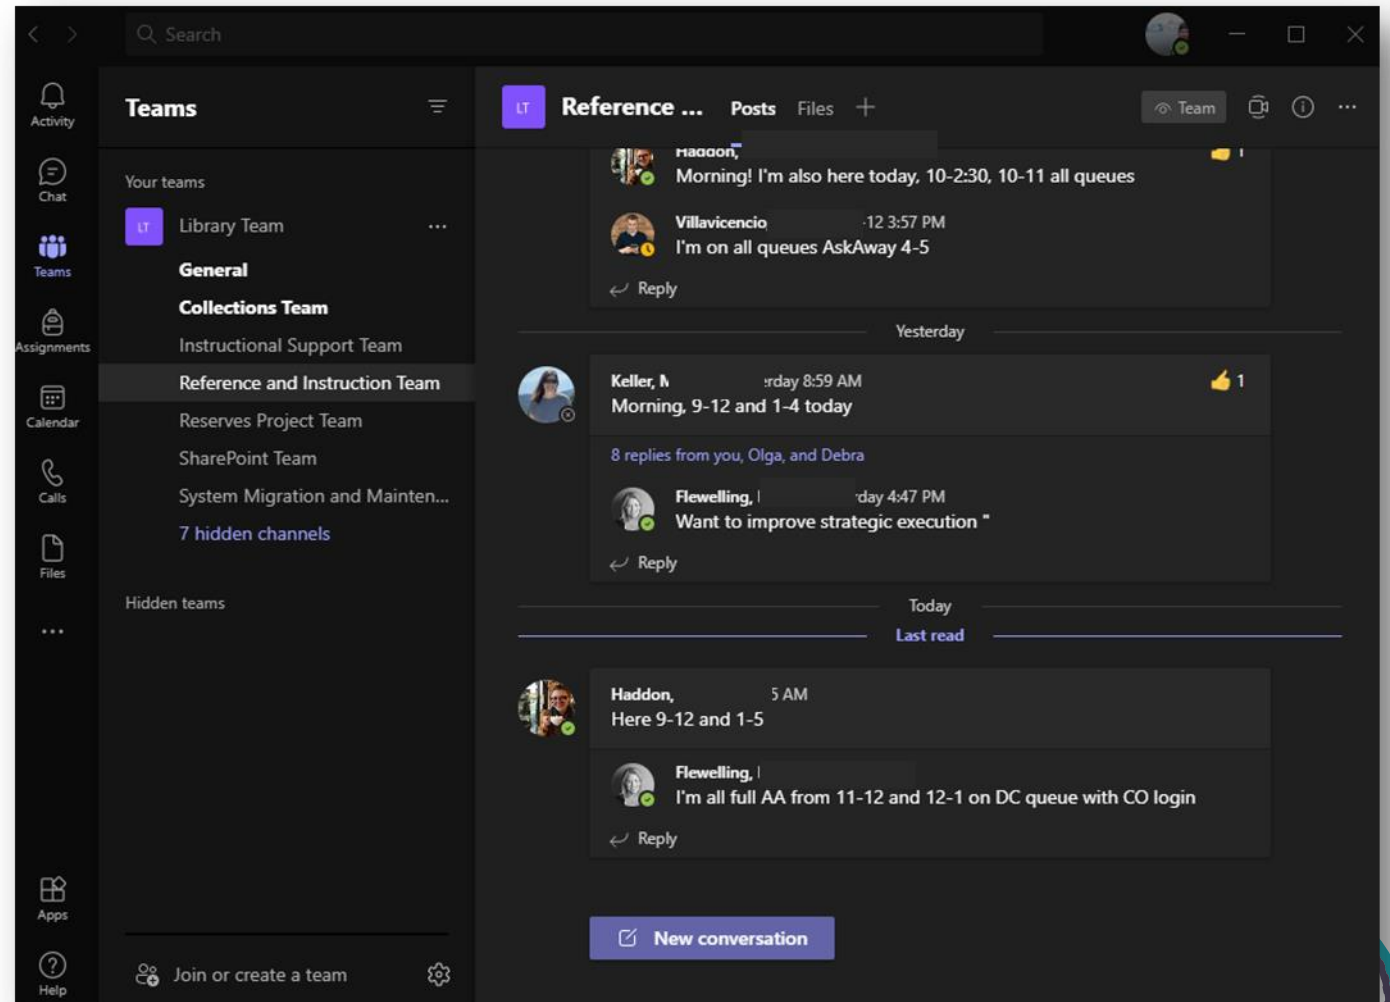 Search
Activity
Chat
Teams
Assignments
Calendar
Calls
Files
Apps
Help
Teams
Your teams
LT Library Team
General
Collections Team
Instructional Support Team
Reference and Instruction Team
Reserves Project Team
SharePoint Team
System Migration and Mainten...
7 hidden channels
Hidden teams
Join or create a team
LT Reference ... Posts Files Team
Haddon, 1
Morning! I'm also here today, 10-2:30, 10-11 all queues
Villavicencio -12 3:57 PM
I'm on all queues AskAway 4-5
Reply
Yesterday
Keller, 8:59 AM 1
Morning, 9-12 and 1-4 today
8 replies from you, Olga, and Debra
Flewelling, 4:47 PM
Want to improve strategic execution "
Reply
Today
Last read
Haddon, 5 AM
Here 9-12 and 1-5
Flewelling,
I'm all full AA from 11-12 and 12-1 on DC queue with CO login
Reply
New conversation